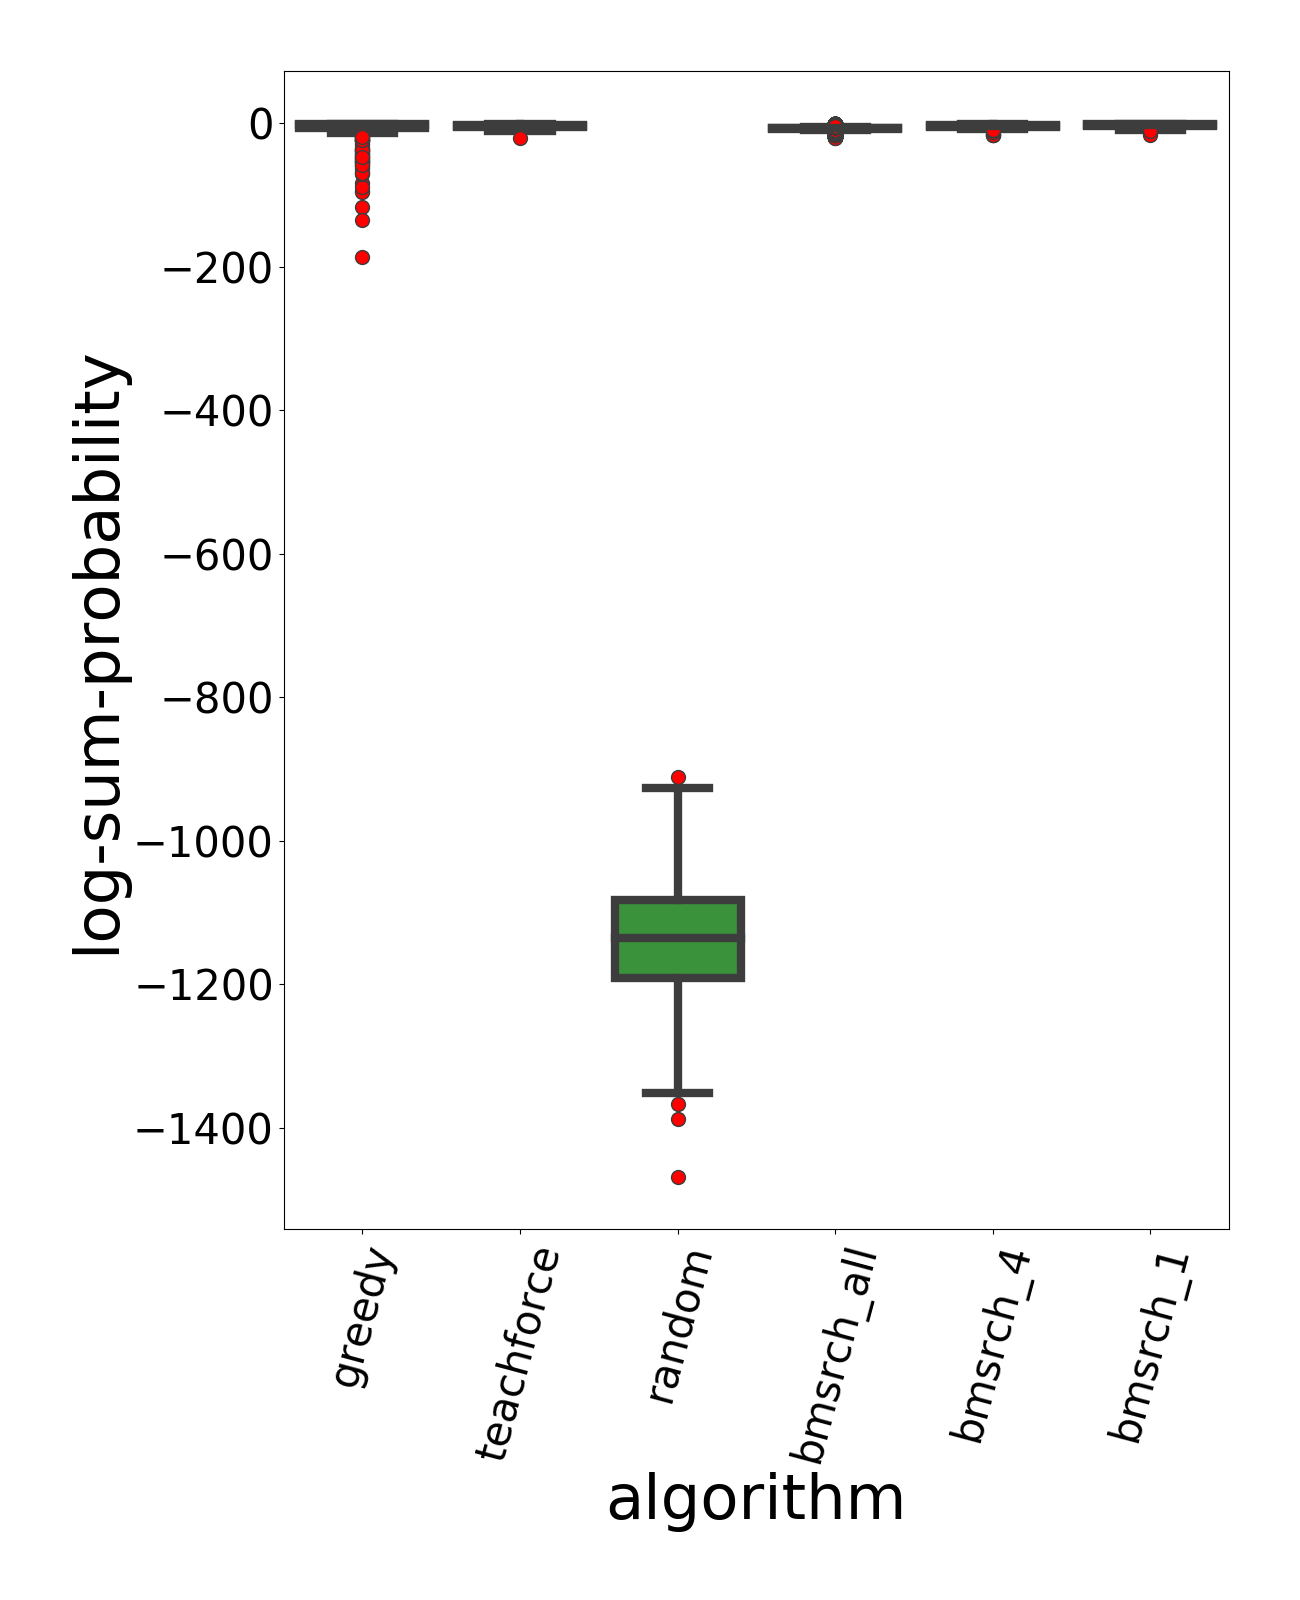 log-sum-probability
0
−200
−400
−600
−800
−1000
−1200
−1400
greedy
teachforce
random
bmsrch_all
bmsrch_4
bmsrch_1
algorithm